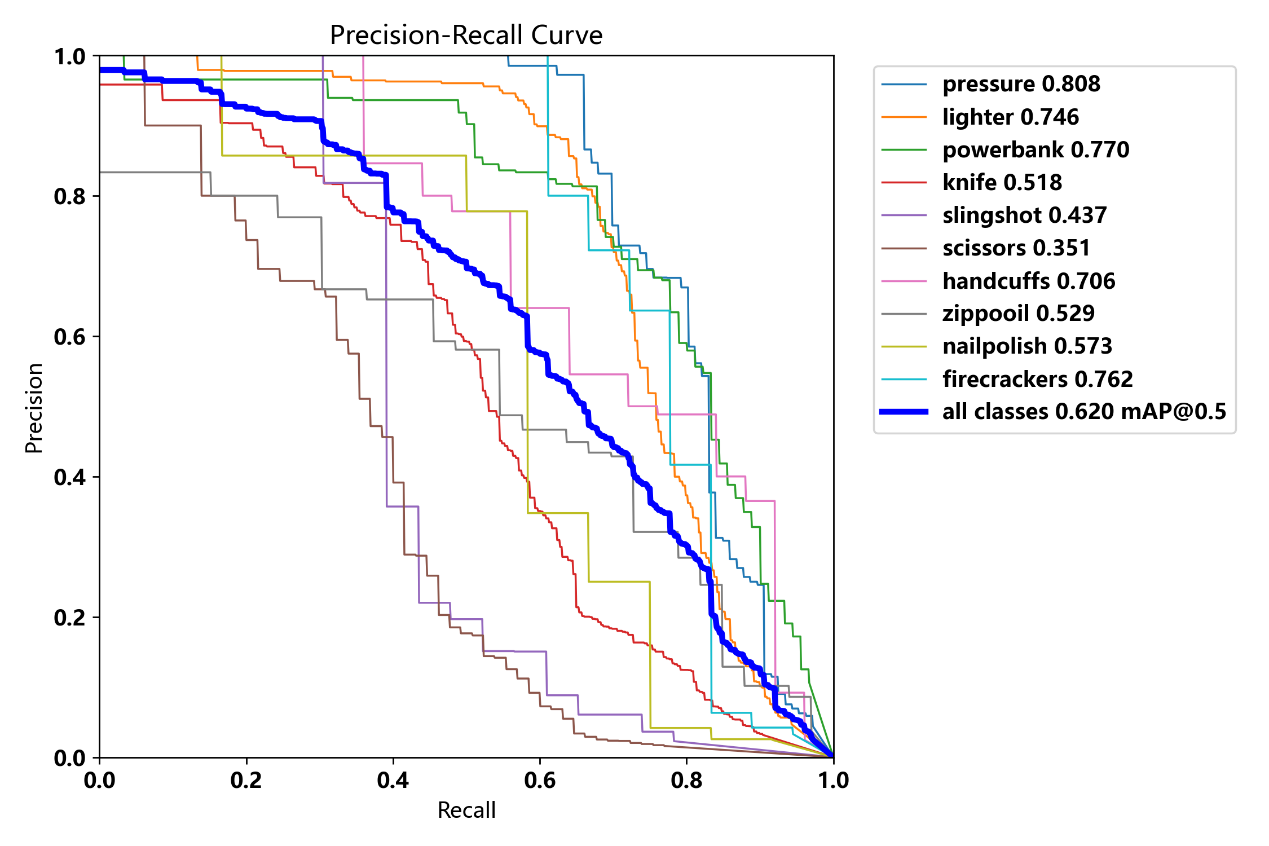 Precision-Recall Curve
1.0
0.8
0.6
0.4
0.2
0.0
Precision
0.0 0.2 0.4 0.6 0.8 1.0
Recall
pressure 0.808
lighter 0.746
powerbank 0.770
knife 0.518
slingshot 0.437
scissors 0.351
handcuffs 0.706
zippooil 0.529
nailpolish 0.573
firecrackers 0.762
all classes 0.620 mAP@0.5